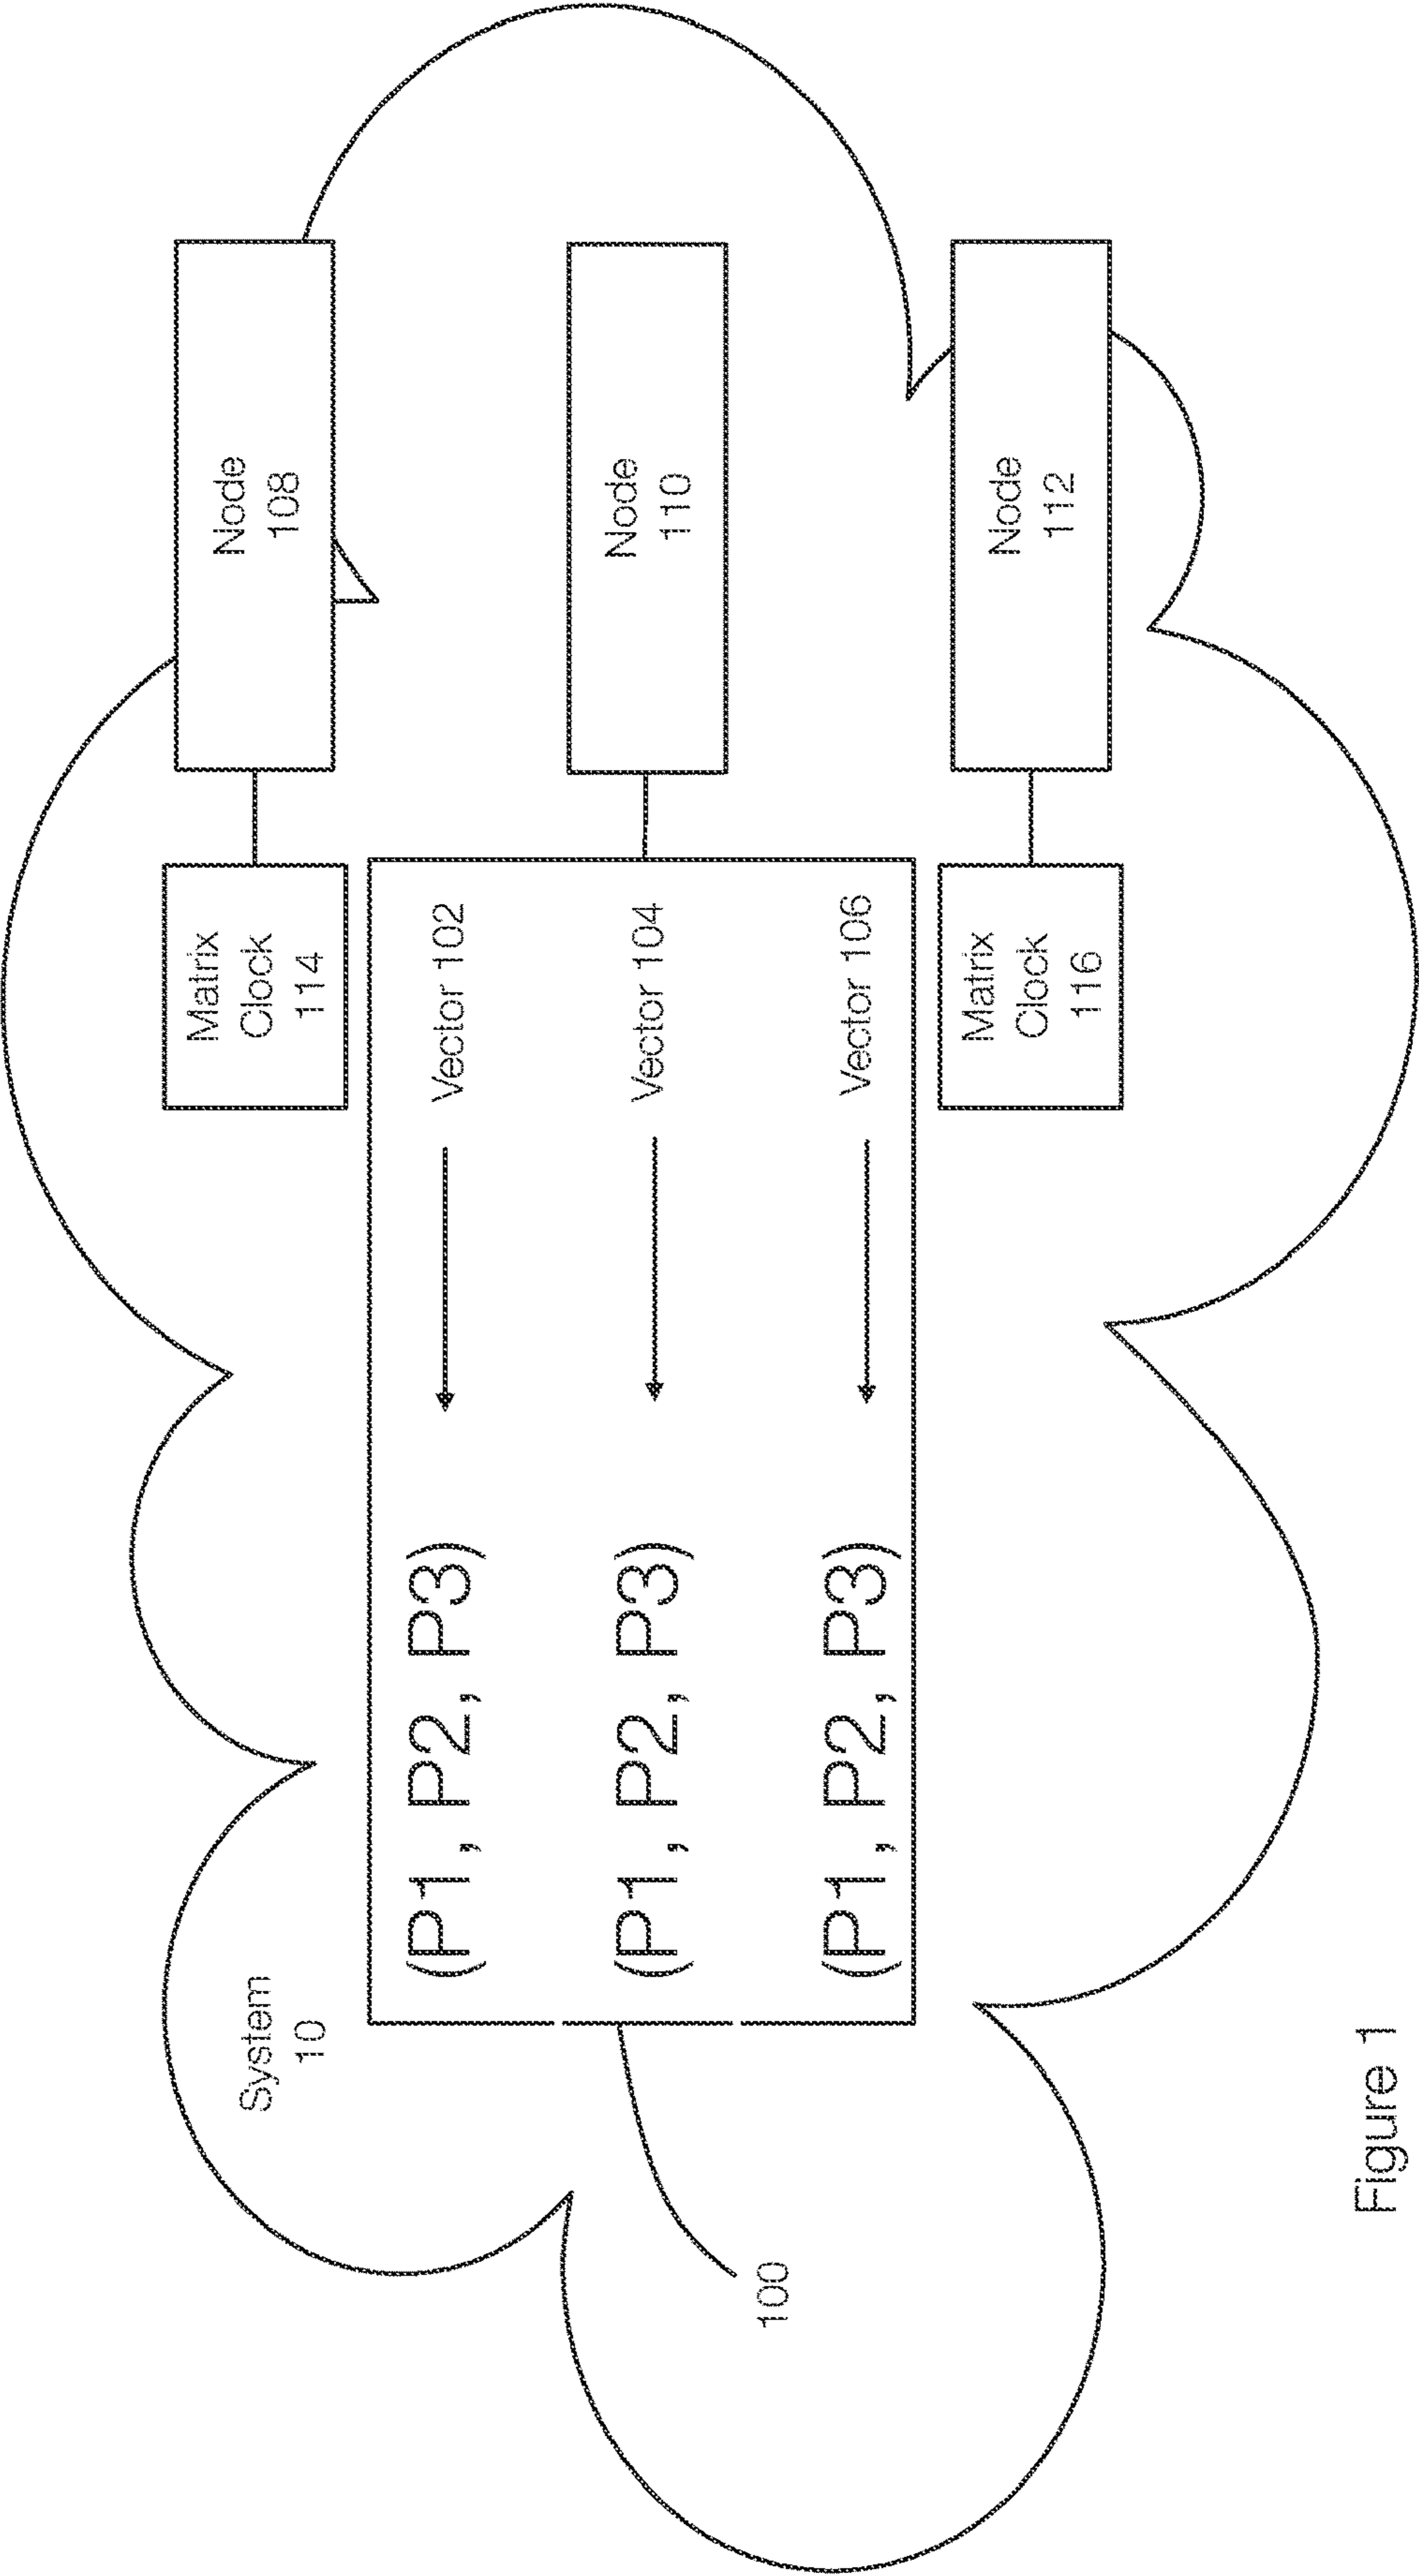 System
10
Matrix
Clock
114
Node
108
(P1, P2, P3)
Vector 102
(P1, P2, P3)
Vector 104
Node
110
(P1, P2, P3)
Vector 106
100
Matrix
Clock
116
Node
112
Figure 1